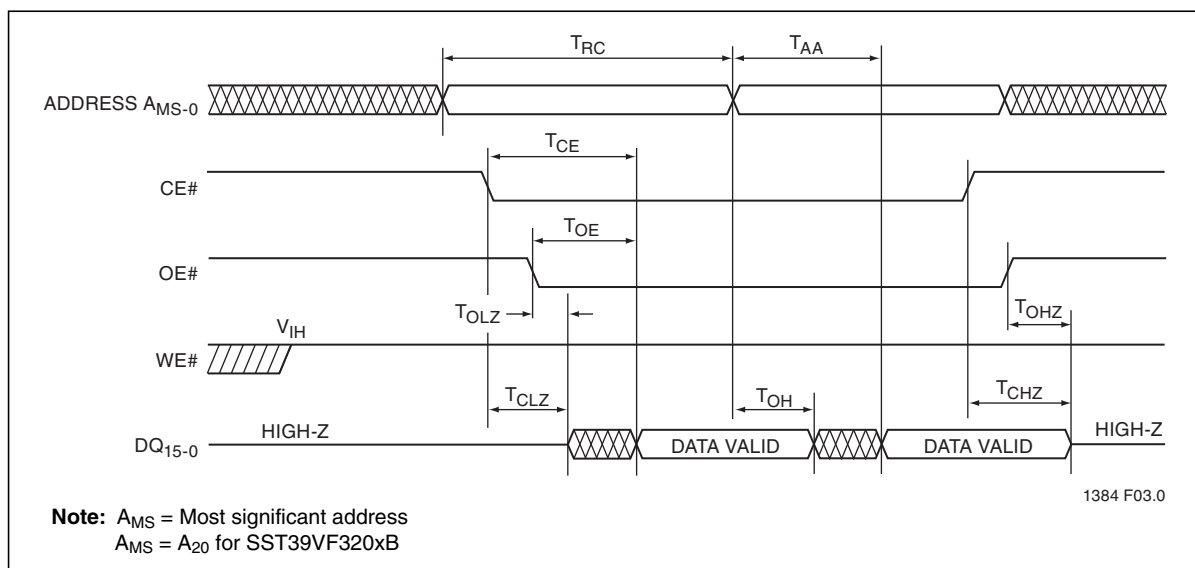 TRC TAA
ADDRESS AMS-0
TCE
CE#
TOE
OE#
TOLZ TOHZ
VIH
WE#
TCLZ TOH TCHZ
HIGH-Z HIGH-Z
DQ15-0 DATA VALID DATA VALID
1384 F03.0
Note: AMS = Most significant address
AMS = A20 for SST39VF320xB